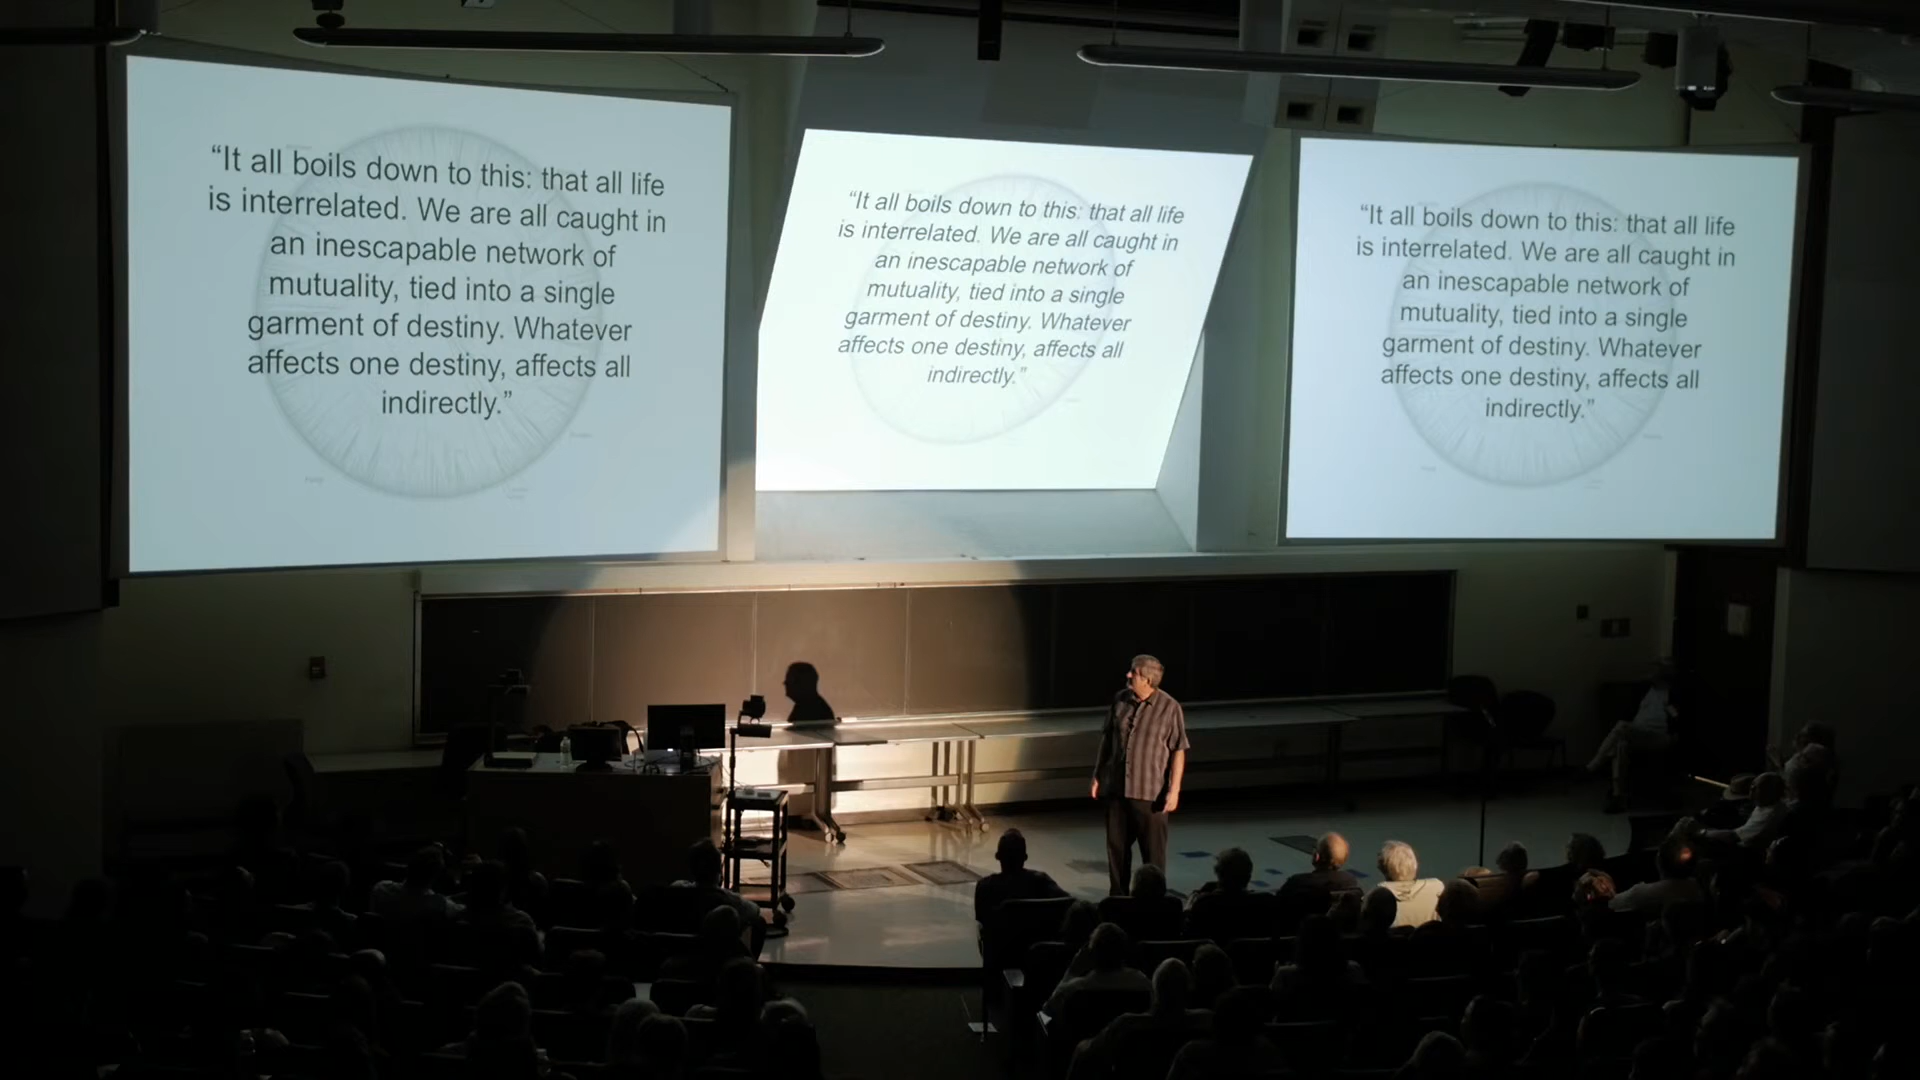 “It all boils down to this: that all life
is interrelated. We are all caught in
an inescapable network of
mutuality, tied into a single
garment of destiny. Whatever
affects one destiny, affects all
indirectly.”
“It all boils down to this: that all life
is interrelated. We are all caught in
an inescapable network of
mutuality, tied into a single
garment of destiny. Whatever
affects one destiny, affects all
indirectly.”
“It all boils down to this: that all life
is interrelated. We are all caught in
an inescapable network of
mutuality, tied into a single
garment of destiny. Whatever
affects one destiny, affects all
indirectly.”